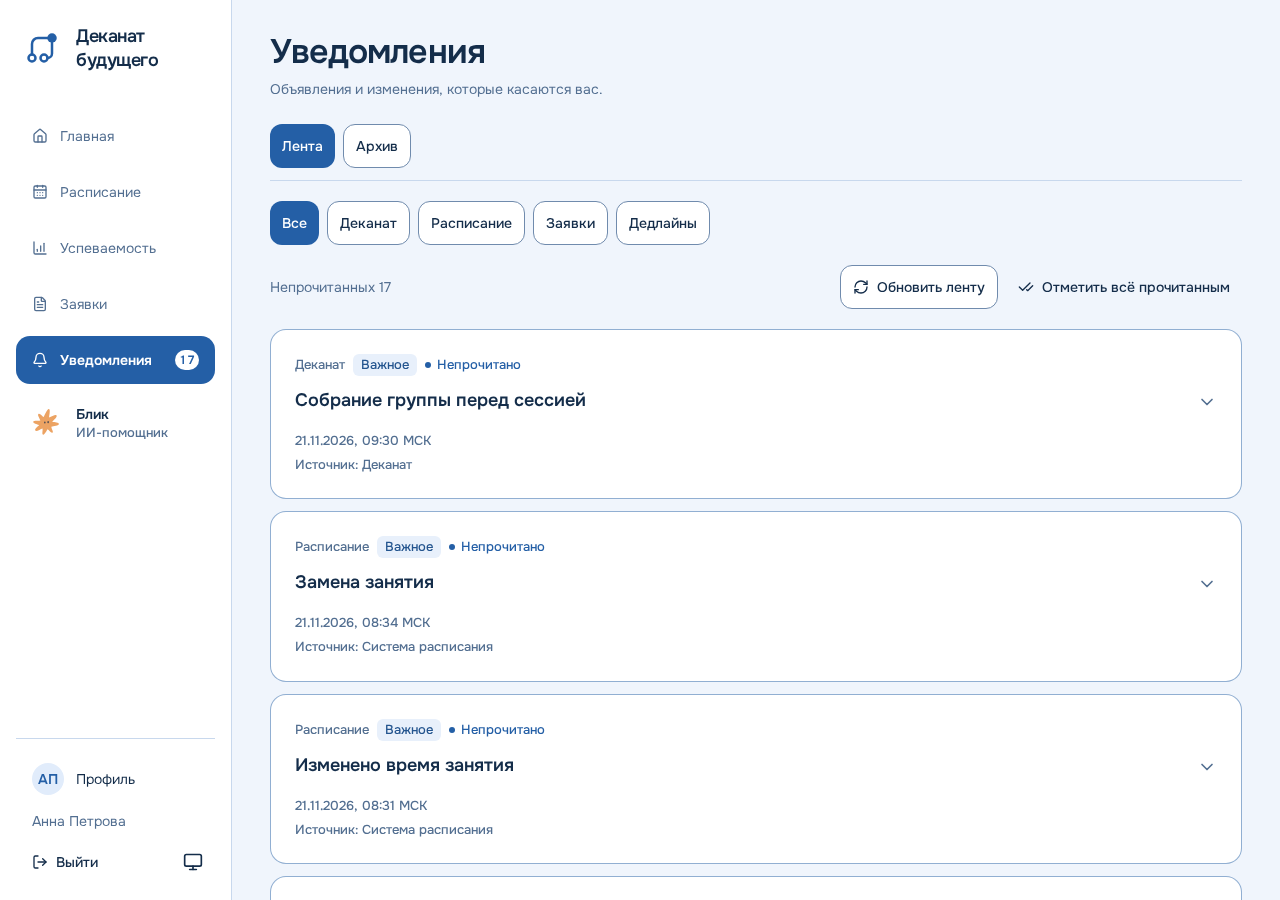 Деканат
будущего
Главная
Расписание
Успеваемость
Заявки
Уведомления 17
Блик
ИИ-помощник
АП Профиль
Анна Петрова
Выйти
Уведомления
Объявления и изменения, которые касаются вас.
Лента Архив
Все Деканат Расписание Заявки Дедлайны
Непрочитанных 17 Обновить ленту Отметить всё прочитанным
Деканат Важное Непрочитано
Собрание группы перед сессией
21.11.2026, 09:30 МСК
Источник: Деканат
Расписание Важное Непрочитано
Замена занятия
21.11.2026, 08:34 МСК
Источник: Система расписания
Расписание Важное Непрочитано
Изменено время занятия
21.11.2026, 08:31 МСК
Источник: Система расписания